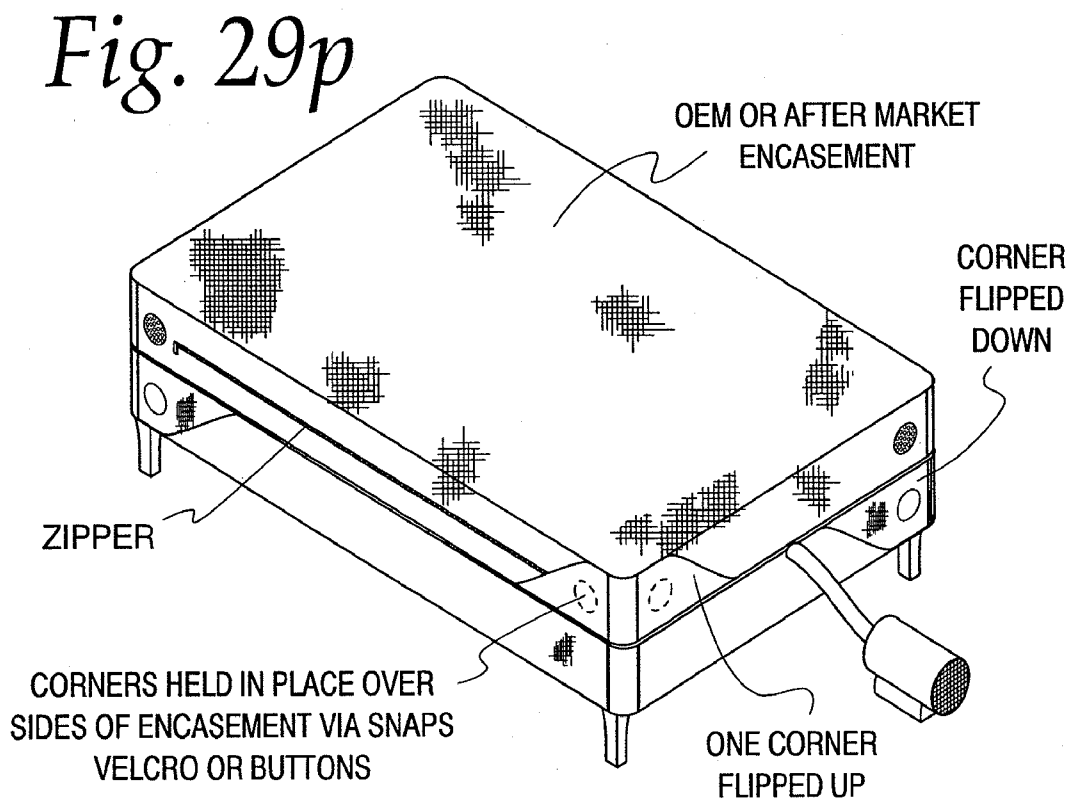 Fig. 29p
OEM OR AFTER MARKET
ENCASEMENT
CORNER
FLIPPED
DOWN
ZIPPER
CORNERS HELD IN PLACE OVER
SIDES OF ENCASEMENT VIA SNAPS
VELCRO OR BUTTONS
ONE CORNER
FLIPPED UP